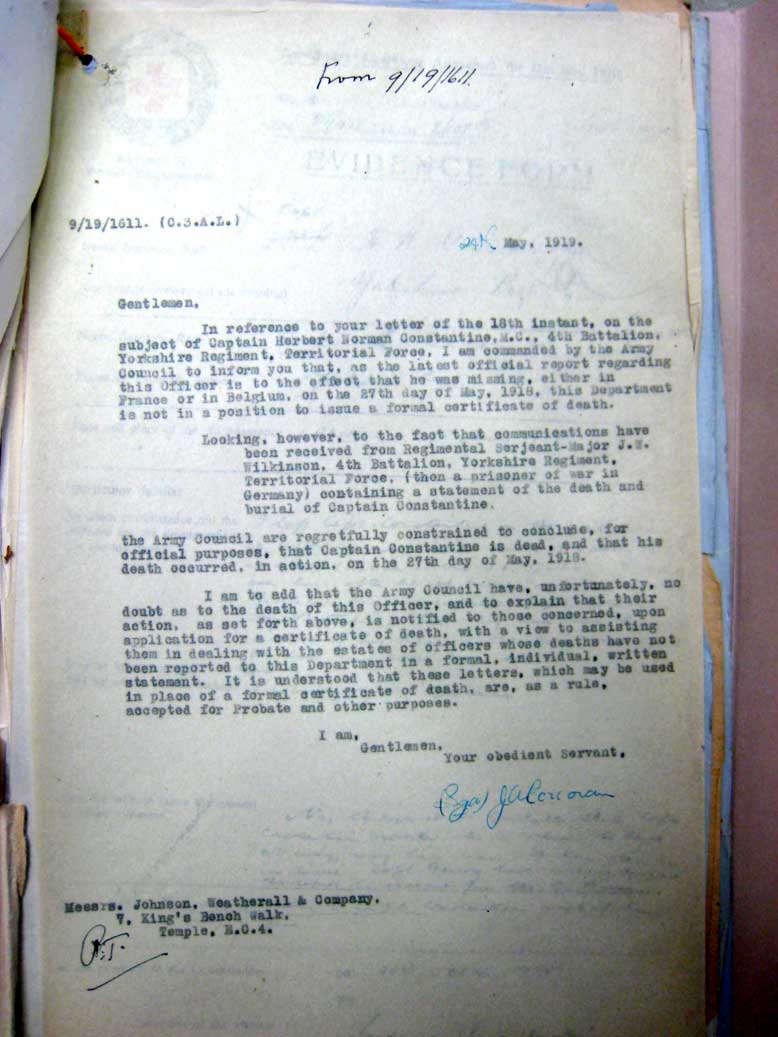 From 9/19/1611.
EVIDENCE FORM
9/19/1611. (C.3.A.L.)
24th May, 1919.
Gentlemen,
In reference to your letter of the 18th instant, on the
subject of Captain Herbert Norman Constantine, M.C., 4th Battalion,
Yorkshire Regiment, Territorial Force, I am commanded by the Army
Council to inform you that, as the latest official report regarding
this Officer is to the effect that he was missing, either in
France or in Belgium, on the 27th day of May, 1918, this Department
is not in a position to issue a formal certificate of death.
Looking, however, to the fact that communications have
been received from Regimental Serjeant-Major J.W.
Wilkinson, 4th Battalion, Yorkshire Regiment,
Territorial Force, (then a prisoner of war in
Germany) containing a statement of the death and
burial of Captain Constantine,
the Army Council are regretfully constrained to conclude, for
official purposes, that Captain Constantine is dead, and that his
death occurred, in action, on the 27th day of May, 1918.
I am to add that the Army Council have, unfortunately, no
doubt as to the death of this Officer, and to explain that their
action, as set forth above, is notified to those concerned, upon
application for a certificate of death, with a view to assisting
them in dealing with the estates of officers whose deaths have not
been reported to this Department in a formal, individual, written
statement. It is understood that these letters, which may be used
in place of a formal certificate of death, are, as a rule,
accepted for Probate and other purposes.
I am,
Gentlemen,
Your obedient Servant,
(Sgd) J A Corcoran
Messrs. Johnson, Weatherall & Company,
7, King's Bench Walk,
Temple, E.C.4.